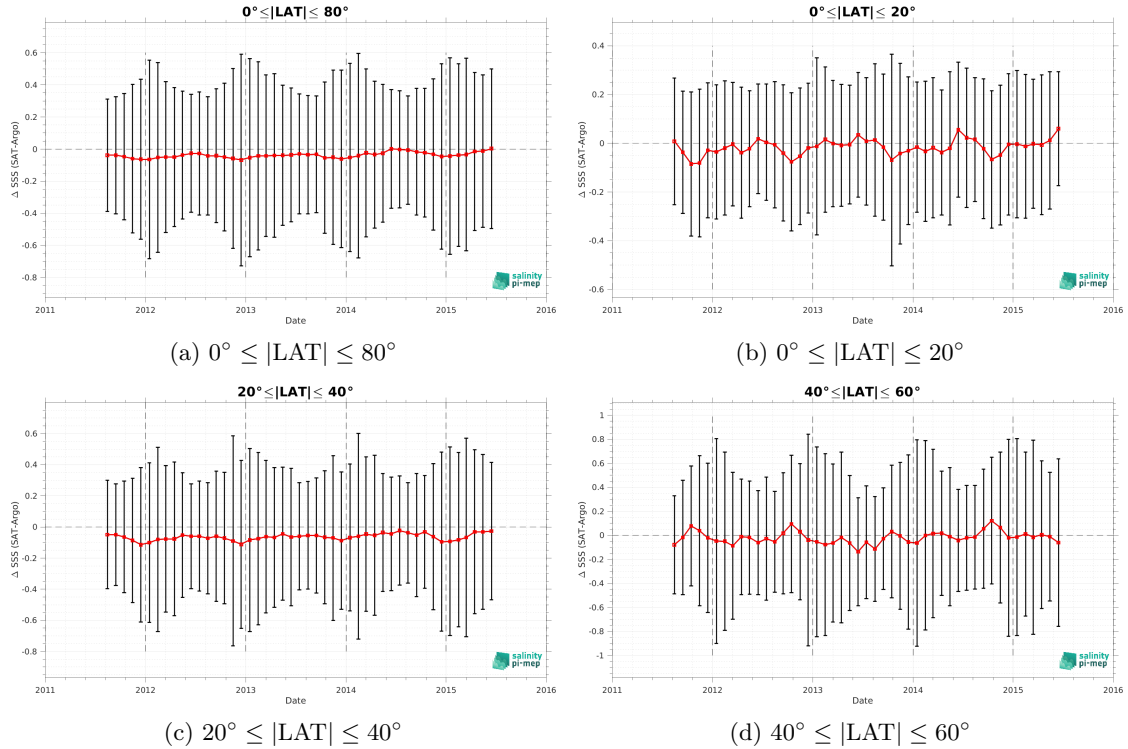 0°≤|LAT|≤ 80°
Δ SSS (SAT-Argo)
0.6
0.4
0.2
0
-0.2
-0.4
-0.6
-0.8
salinity
pi-mep
2011 2012 2013 2014 2015 2016
Date
(a) 0° ≤ |LAT| ≤ 80°
0°≤|LAT|≤ 20°
Δ SSS (SAT-Argo)
0.4
0.2
0
-0.2
-0.4
-0.6
salinity
pi-mep
2011 2012 2013 2014 2015 2016
Date
(b) 0° ≤ |LAT| ≤ 20°
20°≤|LAT|≤ 40°
Δ SSS (SAT-Argo)
0.6
0.4
0.2
0
-0.2
-0.4
-0.6
-0.8
salinity
pi-mep
2011 2012 2013 2014 2015 2016
Date
(c) 20° ≤ |LAT| ≤ 40°
40°≤|LAT|≤ 60°
Δ SSS (SAT-Argo)
1
0.8
0.6
0.4
0.2
0
-0.2
-0.4
-0.6
-0.8
-1
salinity
pi-mep
2011 2012 2013 2014 2015 2016
Date
(d) 40° ≤ |LAT| ≤ 60°